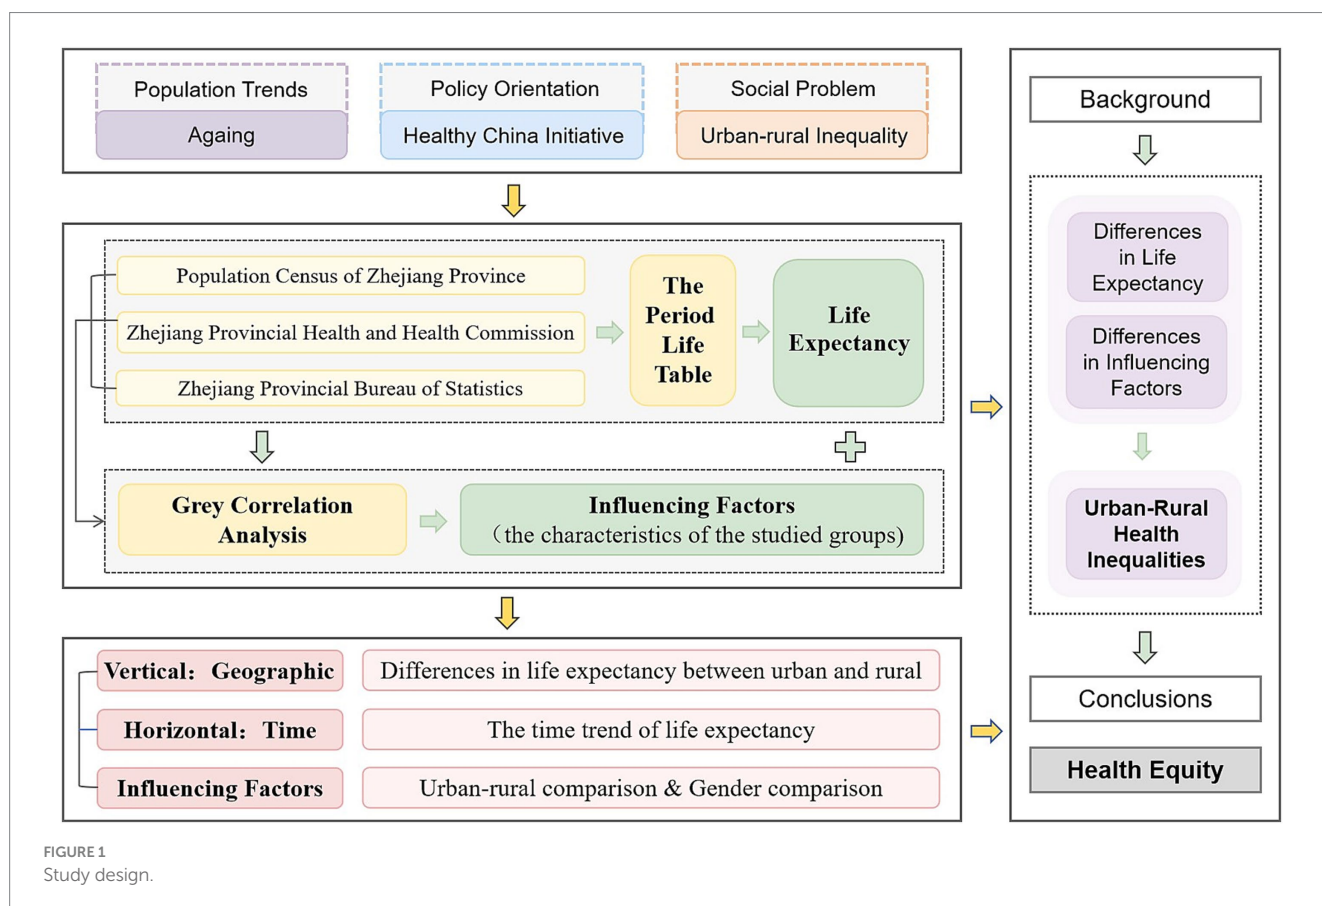 Population Trends
Againg
Policy Orientation
Healthy China Initiative
Social Problem
Urban-rural Inequality
Population Census of Zhejiang Province
Zhejiang Provincial Health and Health Commission
Zhejiang Provincial Bureau of Statistics
The
Period
Life
Table
Life
Expectancy
Grey Correlation
Analysis
Influencing Factors
(the characteristics of the studied groups)
Vertical: Geographic
Differences in life expectancy between urban and rural
Horizontal: Time
The time trend of life expectancy
Influencing Factors
Urban-rural comparison & Gender comparison
Background
Differences
in Life
Expectancy
Differences
in Influencing
Factors
Urban-Rural
Health
Inequalities
Conclusions
Health Equity
FIGURE 1
Study design.